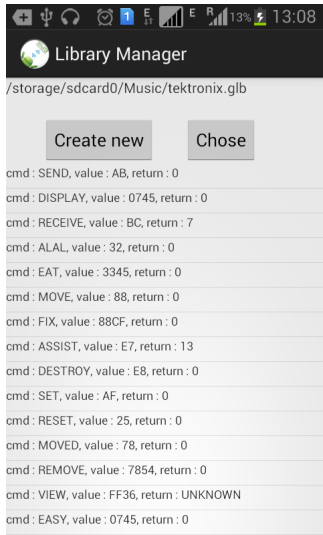 1 E E R 13% 13:08
Library Manager
/storage/sdcard0/Music/tektronix.glb
Create new Chose
cmd : SEND, value : AB, return : 0
cmd : DISPLAY, value : 0745, return : 0
cmd : RECEIVE, value : BC, return : 7
cmd : ALAL, value : 32, return : 0
cmd : EAT, value : 3345, return : 0
cmd : MOVE, value : 88, return : 0
cmd : FIX, value : 88CF, return : 0
cmd : ASSIST, value : E7, return : 13
cmd : DESTROY, value : E8, return : 0
cmd : SET, value : AF, return : 0
cmd : RESET, value : 25, return : 0
cmd : MOVED, value : 78, return : 0
cmd : REMOVE, value : 7854, return : 0
cmd : VIEW, value : FF36, return : UNKNOWN
cmd : EASY, value : 0745, return : 0